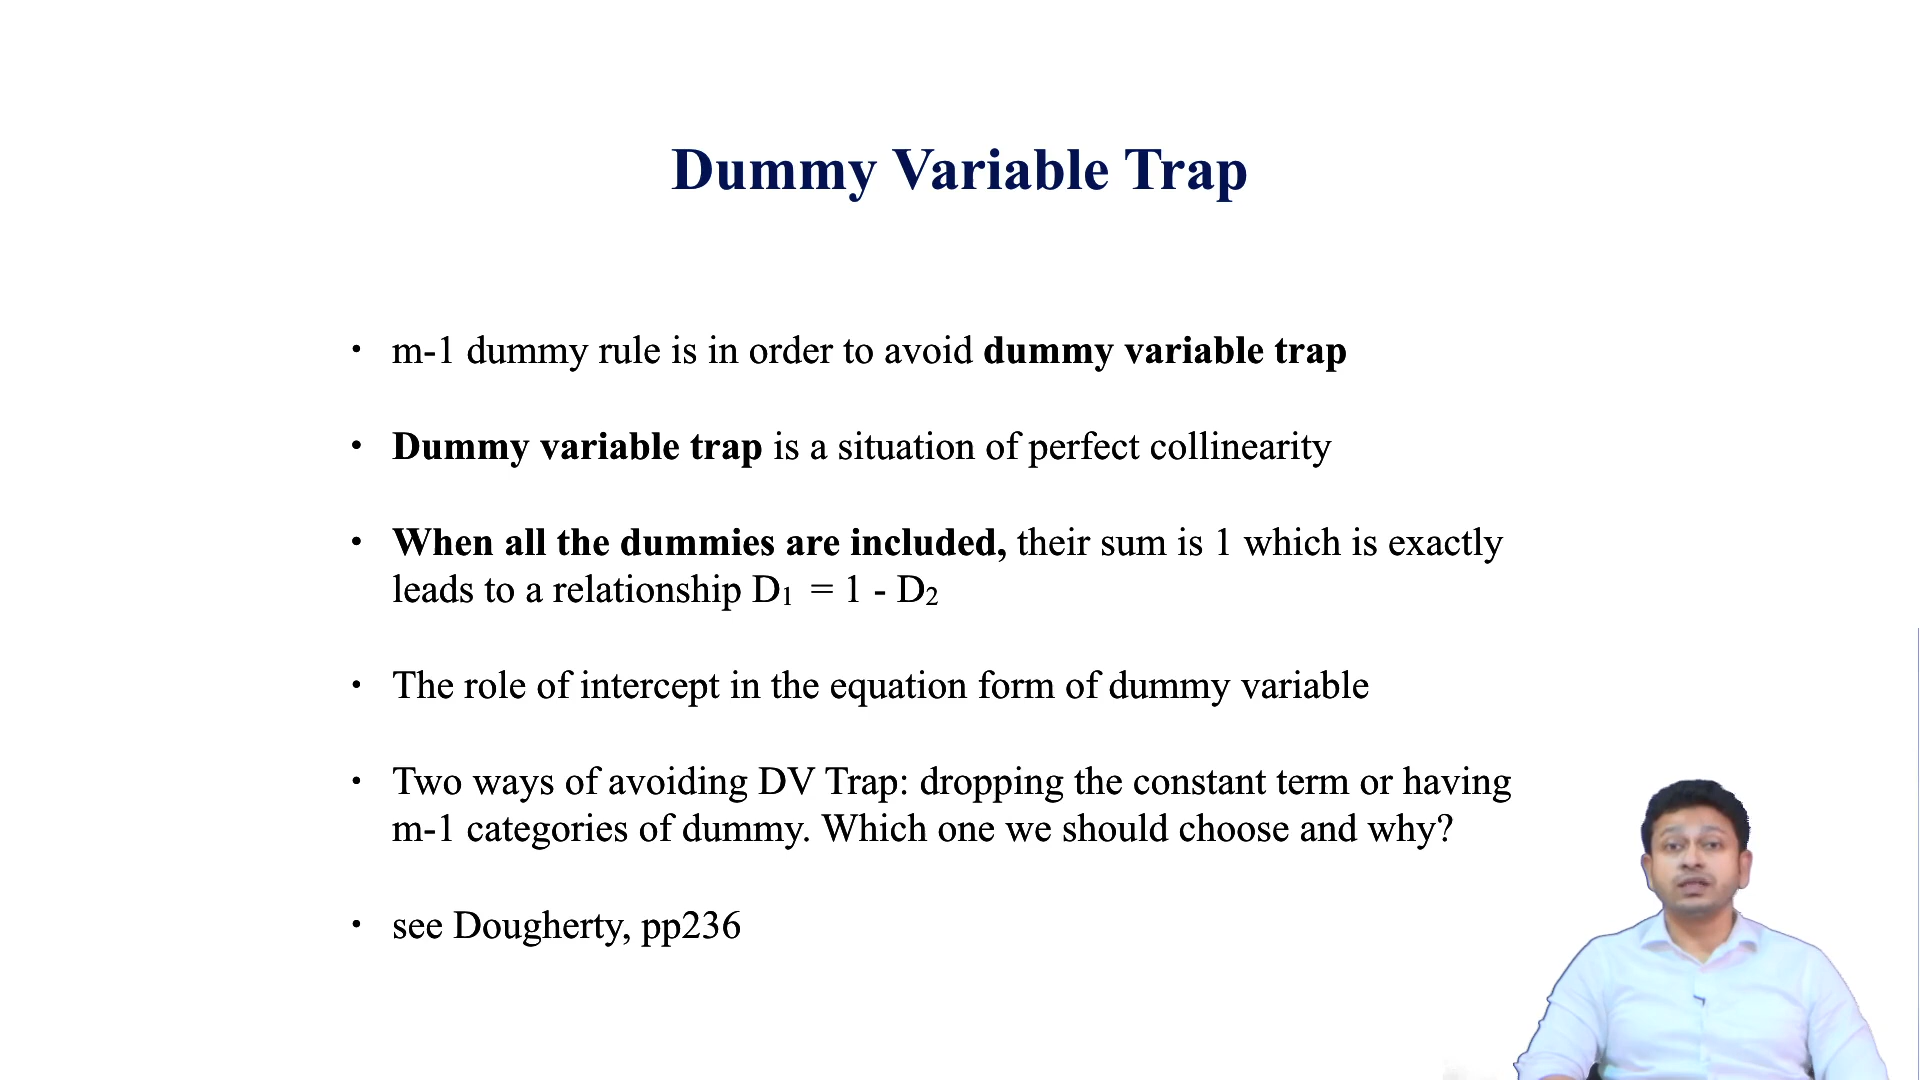 Dummy Variable Trap
• m-1 dummy rule is in order to avoid dummy variable trap
• Dummy variable trap is a situation of perfect collinearity
• When all the dummies are included, their sum is 1 which is exactly
leads to a relationship D₁ = 1 - D₂
• The role of intercept in the equation form of dummy variable
• Two ways of avoiding DV Trap: dropping the constant term or having
m-1 categories of dummy. Which one we should choose and why?
• see Dougherty, pp236